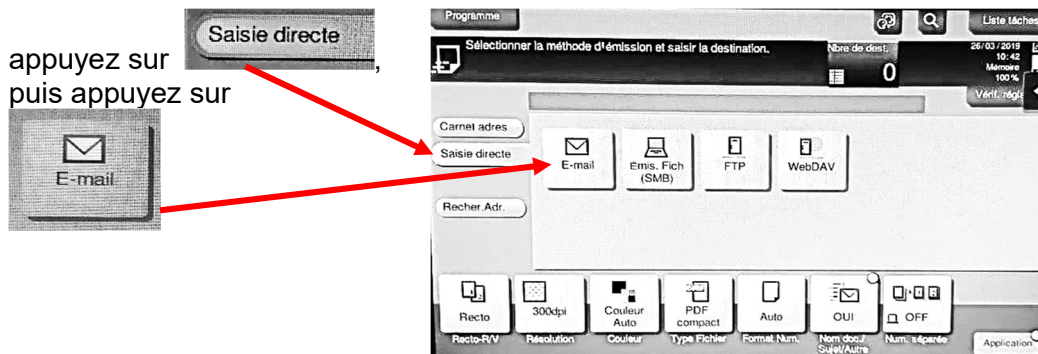 appuyez sur Saisie directe,
puis appuyez sur
E-mail
Programme
Liste tâches
Sélectionner la méthode d'émission et saisir la destination.
Nbre de dest.
0
26/03/2019
10:42
Mémoire
100 %
Vérif. régla
Carnet adres
Saisie directe
Recher.Adr.
E-mail
Emis. Fich
(SMB)
FTP
WebDAV
Recto
300dpi
Couleur
Auto
PDF
compact
Auto
OUI
OFF
Recto-R/V
Résolution
Couleur
Type Fichier
Format Num.
Nom doc./
Sujet/Autre
Num. séparée
Application